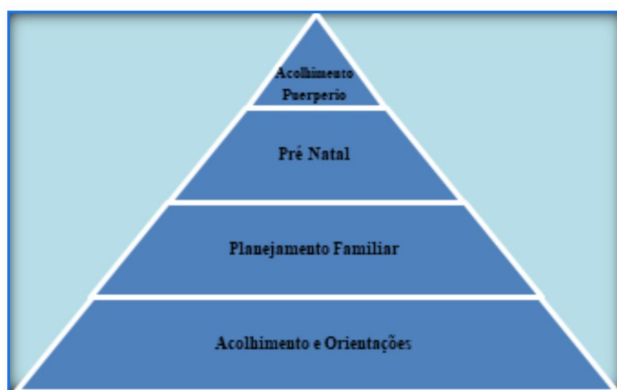 Acolhimento
Puerperio
Pré Natal
Planejamento Familiar
Acolhimento e Orientações